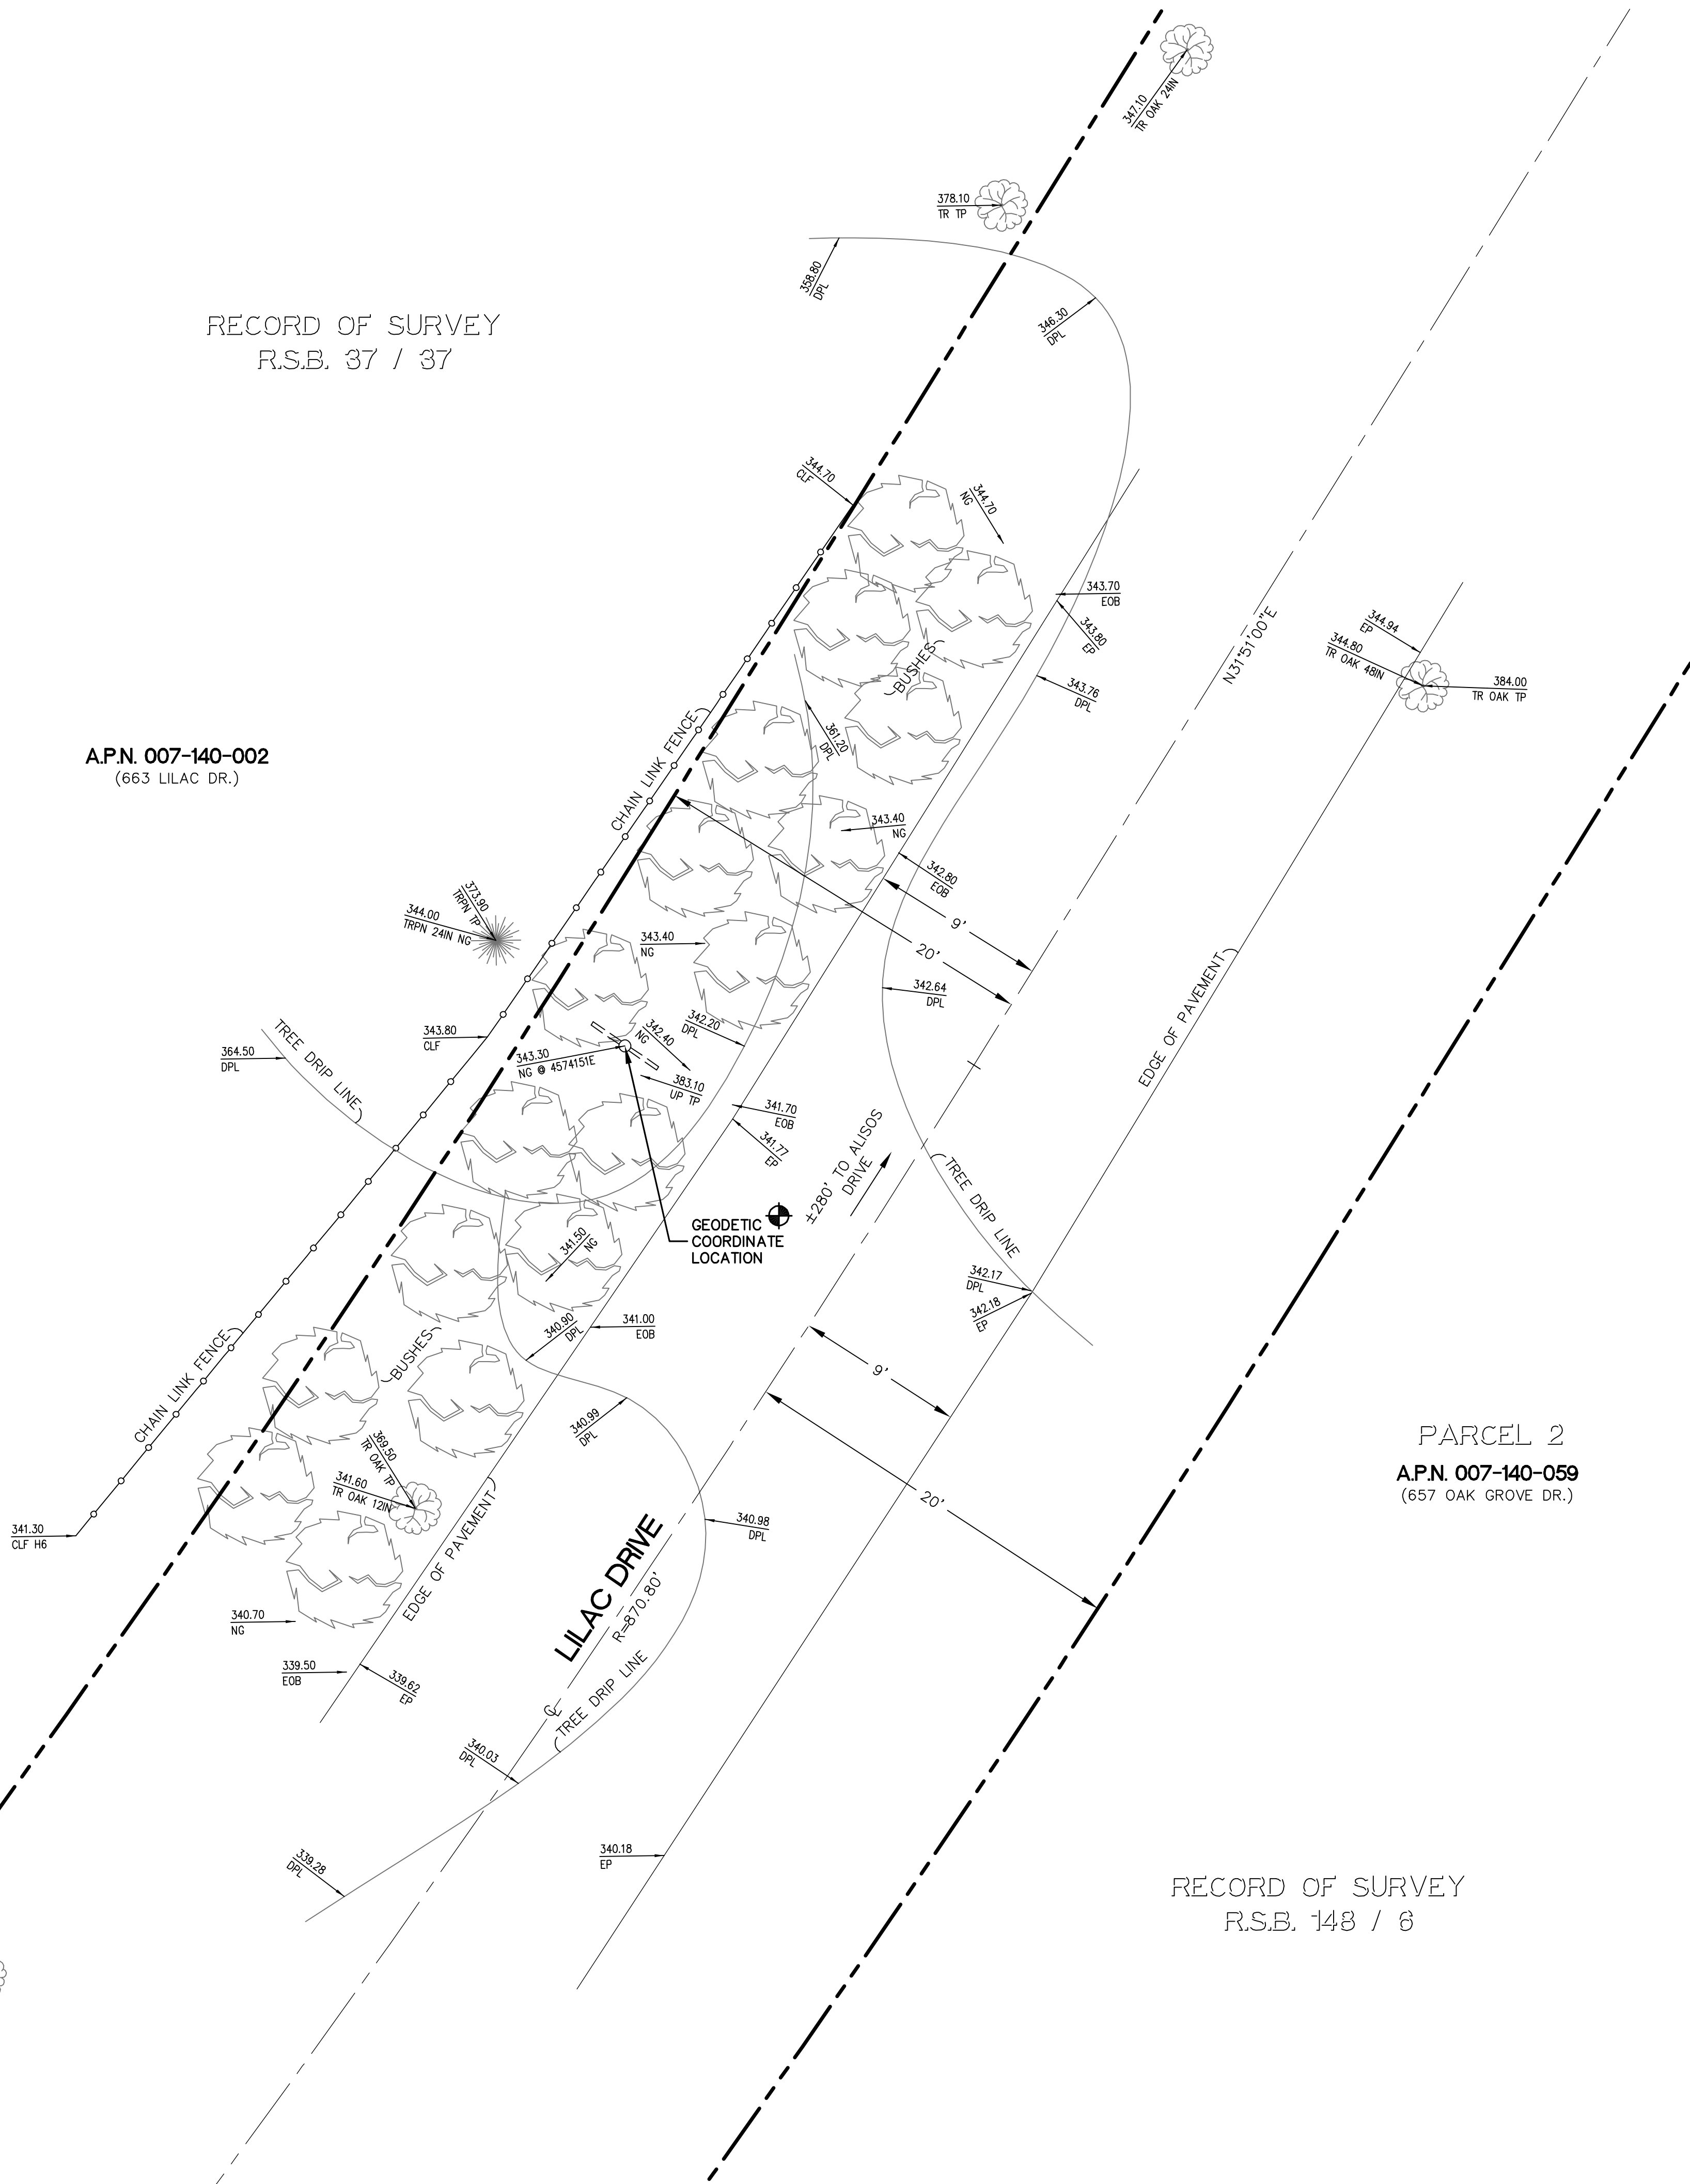 347.10
TR OAK 24IN
378.10
TR TP
358.80
DPL
346.30
DPL
RECORD OF SURVEY
R.S.B. 37 / 37
344.70
CLF
344.70
NG
343.70
EOB
343.80
EP
BUSHES
343.76
DPL
N31°51'00"E
344.94
EP
344.80
TR OAK 48IN
384.00
TR OAK TP
A.P.N. 007-140-002
(663 LILAC DR.)
CHAIN LINK FENCE
361.20
DPL
343.40
NG
342.80
EOB
9'
20'
373.90
TRPN TP
344.00
TRPN 24IN NG
343.40
NG
342.64
DPL
EDGE OF PAVEMENT
342.20
DPL
342.40
NG
343.80
CLF
343.30
NG @ 4574151E
383.10
UP TP
TREE DRIP LINE
364.50
DPL
341.70
EOB
341.77
EP
±280' TO ALISOS
DRIVE
TREE DRIP LINE
GEODETIC
COORDINATE
LOCATION
341.50
NG
342.17
DPL
342.18
EP
340.90
DPL
341.00
EOB
CHAIN LINK FENCE
BUSHES
9'
20'
340.99
DPL
369.50
TR OAK TP
341.60
TR OAK 12IN
341.30
CLF H6
EDGE OF PAVEMENT
340.98
DPL
PARCEL 2
A.P.N. 007-140-059
(657 OAK GROVE DR.)
LILAC DRIVE
R=870.80'
340.70
NG
339.50
EOB
339.62
EP
℄
TREE DRIP LINE
340.03
DPL
339.28
DPL
340.18
EP
RECORD OF SURVEY
R.S.B. 148 / 6